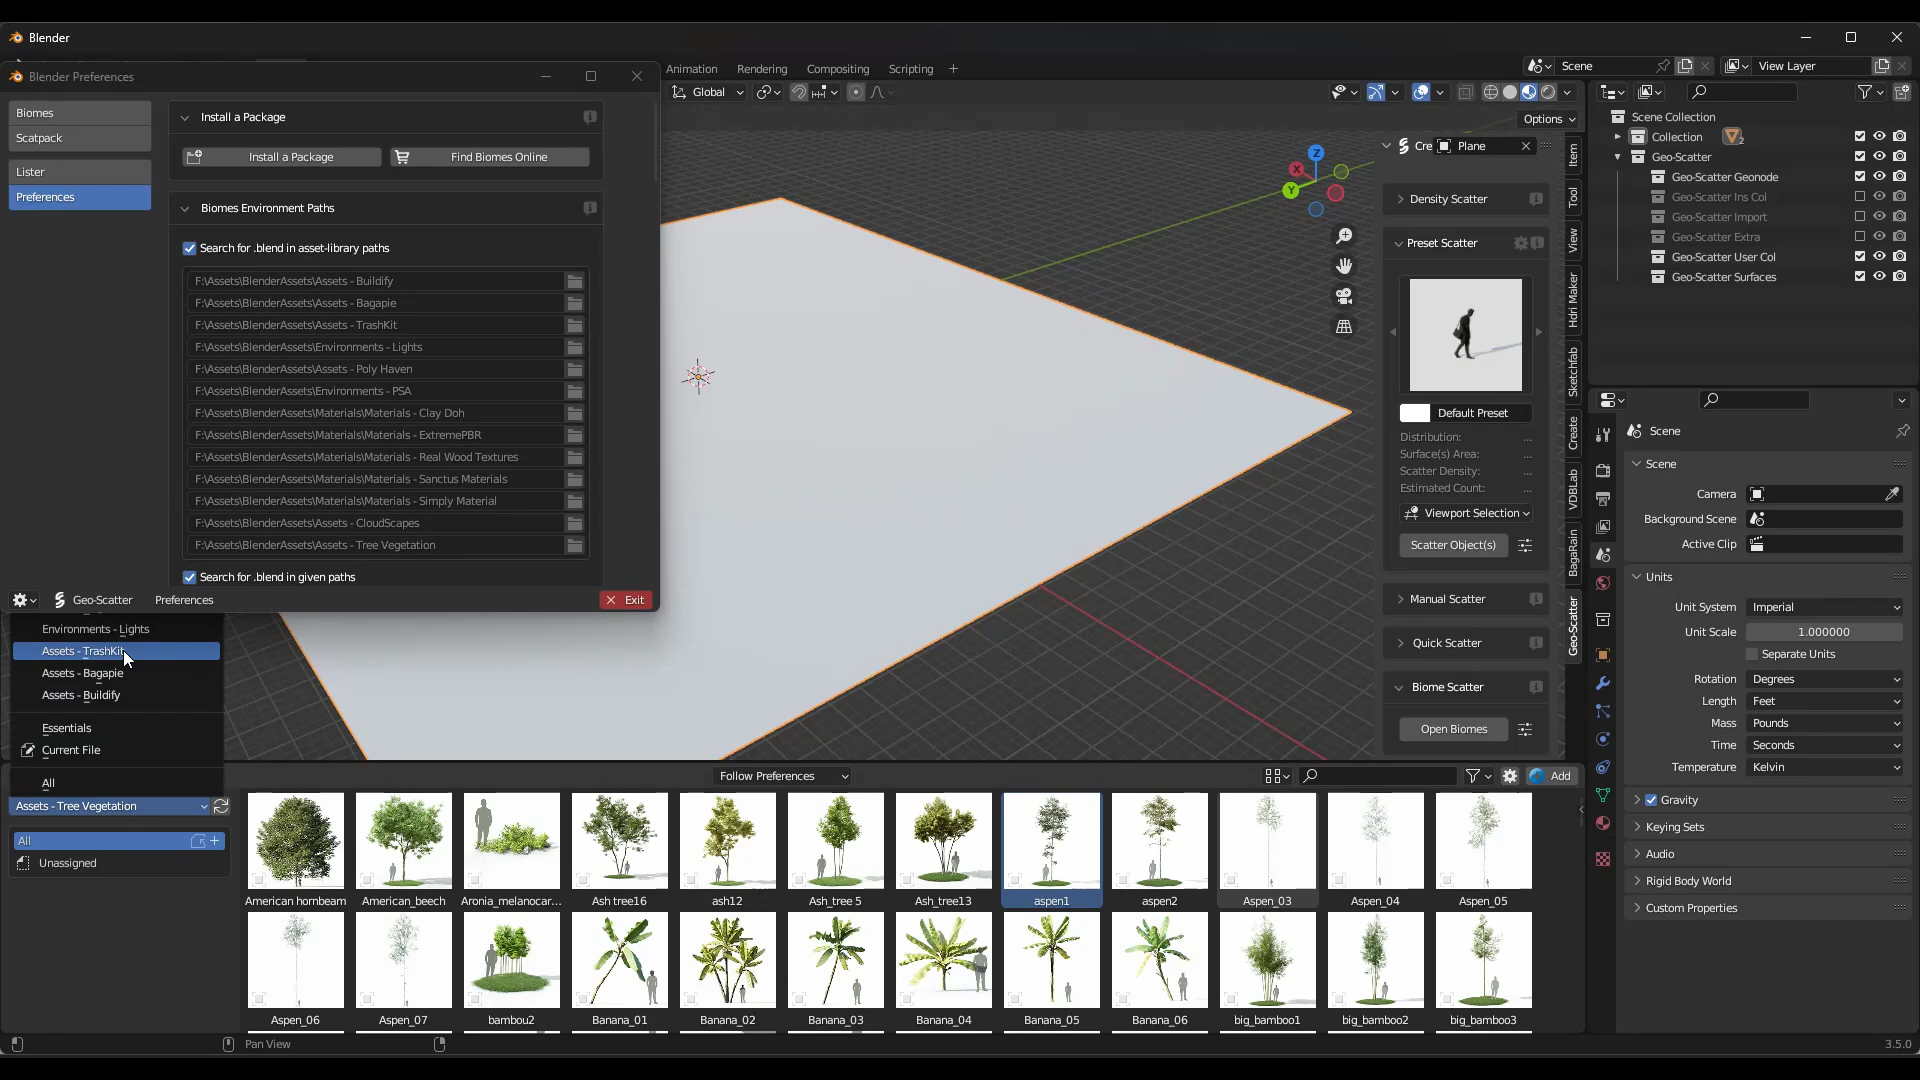 Blender
Blender Preferences
Animation
Rendering
Compositing
Scripting
Scene
View Layer
Global
Options
Biomes
Scatpack
Lister
Preferences
Install a Package
Install a Package
Find Biomes Online
Biomes Environment Paths
Search for .blend in asset-library paths
F:\Assets\BlenderAssets\Assets - Buildify
F:\Assets\BlenderAssets\Assets - Bagapie
F:\Assets\BlenderAssets\Assets - TrashKit
F:\Assets\BlenderAssets\Environments - Lights
F:\Assets\BlenderAssets\Assets - Poly Haven
F:\Assets\BlenderAssets\Environments - PSA
F:\Assets\BlenderAssets\Materials\Materials - Clay Doh
F:\Assets\BlenderAssets\Materials\Materials - ExtremePBR
F:\Assets\BlenderAssets\Materials\Materials - Real Wood Textures
F:\Assets\BlenderAssets\Materials\Materials - Sanctus Materials
F:\Assets\BlenderAssets\Materials\Materials - Simply Material
F:\Assets\BlenderAssets\Assets - CloudScapes
F:\Assets\BlenderAssets\Assets - Tree Vegetation
Search for .blend in given paths
Geo-Scatter
Preferences
Exit
Environments - Lights
Assets - TrashKit
Assets - Bagapie
Assets - Buildify
Essentials
Current File
All
Assets - Tree Vegetation
All
Unassigned
Z
X
Y
Cre
Plane
Density Scatter
Preset Scatter
Default Preset
Distribution: ...
Surface(s) Area: ...
Scatter Density: ...
Estimated Count: ...
Viewport Selection
Scatter Object(s)
Manual Scatter
Quick Scatter
Biome Scatter
Open Biomes
Item
Tool
View
Hdri Maker
Sketchfab
Create
VDBLab
BagaRain
Geo-Scatter
Scene Collection
Collection
2
Geo-Scatter
Geo-Scatter Geonode
Geo-Scatter Ins Col
Geo-Scatter Import
Geo-Scatter Extra
Geo-Scatter User Col
Geo-Scatter Surfaces
Scene
Scene
Camera
Background Scene
Active Clip
Units
Unit System Imperial
Unit Scale 1.000000
Separate Units
Rotation Degrees
Length Feet
Mass Pounds
Time Seconds
Temperature Kelvin
Gravity
Keying Sets
Audio
Rigid Body World
Custom Properties
Follow Preferences
Add
American hornbeam
American_beech
Aronia_melanocar...
Ash tree16
ash12
Ash_tree 5
Ash_tree13
aspen1
aspen2
Aspen_03
Aspen_04
Aspen_05
Aspen_06
Aspen_07
bambou2
Banana_01
Banana_02
Banana_03
Banana_04
Banana_05
Banana_06
big_bamboo1
big_bamboo2
big_bamboo3
Pan View
3.5.0